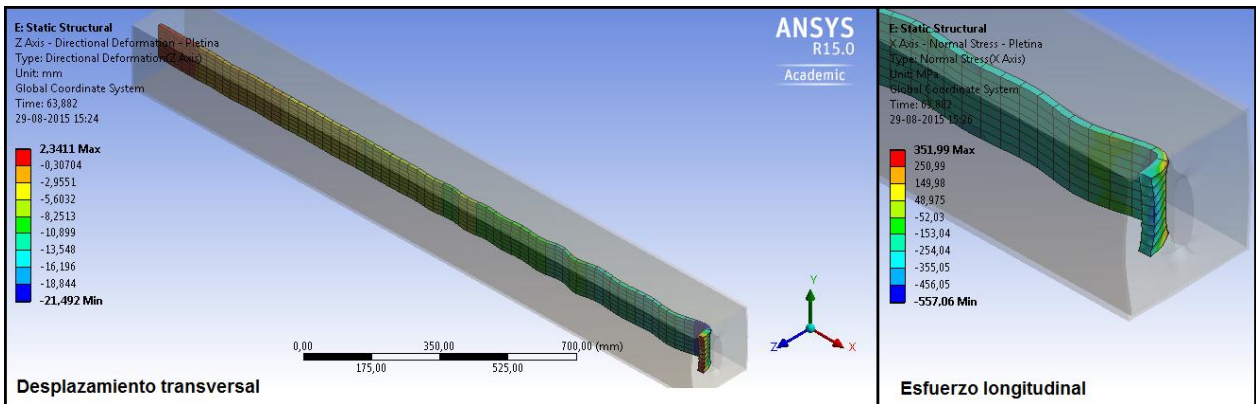 E: Static Structural
Z Axis - Directional Deformation - Pletina
Type: Directional Deformation(Z Axis)
Unit: mm
Global Coordinate System
Time: 63,882
29-08-2015 15:24
2,3411 Max
-0,30704
-2,9551
-5,6032
-8,2513
-10,899
-13,548
-16,196
-18,844
-21,492 Min
ANSYS
R15.0
Academic
0,00
350,00
700,00 (mm)
175,00
525,00
Y
Z
X
Desplazamiento transversal
E: Static Structural
X Axis - Normal Stress - Pletina
Type: Normal Stress(X Axis)
Unit: MPa
Global Coordinate System
Time: 63,882
29-08-2015 15:26
351,99 Max
250,99
149,98
48,975
-52,03
-153,04
-254,04
-355,05
-456,05
-557,06 Min
Esfuerzo longitudinal